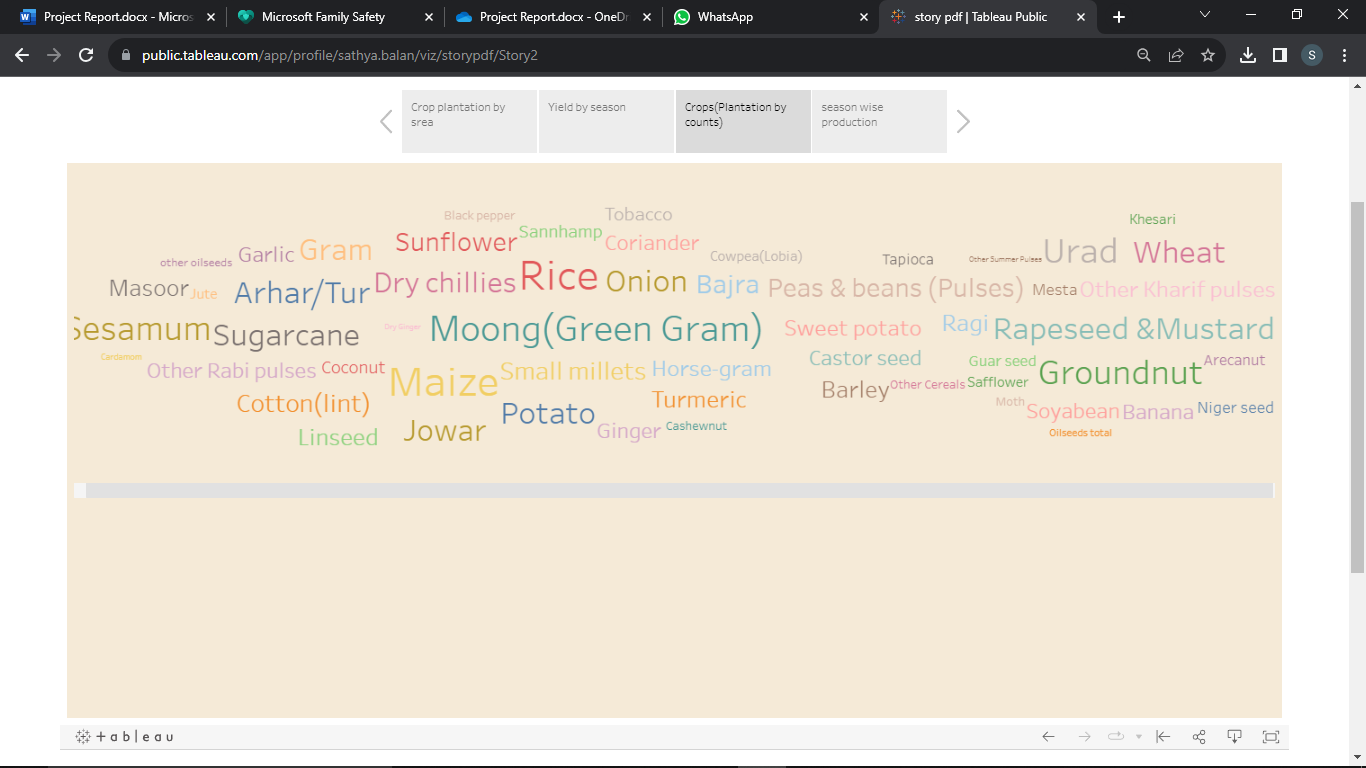 Project Report.docx - Micros
Microsoft Family Safety
Project Report.docx - OneDr
WhatsApp
story pdf | Tableau Public
public.tableau.com/app/profile/sathya.balan/viz/storypdf/Story2
S
Crop plantation by
srea
Yield by season
Crops(Plantation by
counts)
season wise
production
Black pepper
Tobacco
Khesari
Sannhamp
Sunflower
Coriander
Gram
Garlic
other oilseeds
Cowpea(Lobia)
Tapioca
Other Summer Pulses
Urad
Wheat
Masoor
Jute
Arhar/Tur
Dry chillies
Rice
Onion
Bajra
Peas & beans (Pulses)
Mesta
Other Kharif pulses
Sesamum
Sugarcane
Dry Ginger
Moong(Green Gram)
Sweet potato
Ragi
Rapeseed &Mustard
Cardamom
Other Rabi pulses
Coconut
Maize
Small millets
Horse-gram
Castor seed
Guar seed
Groundnut
Arecanut
Cotton(lint)
Potato
Turmeric
Barley
Other Cereals
Safflower
Moth
Soyabean
Banana
Niger seed
Linseed
Jowar
Ginger
Cashewnut
Oilseeds total
+ a b | e a u